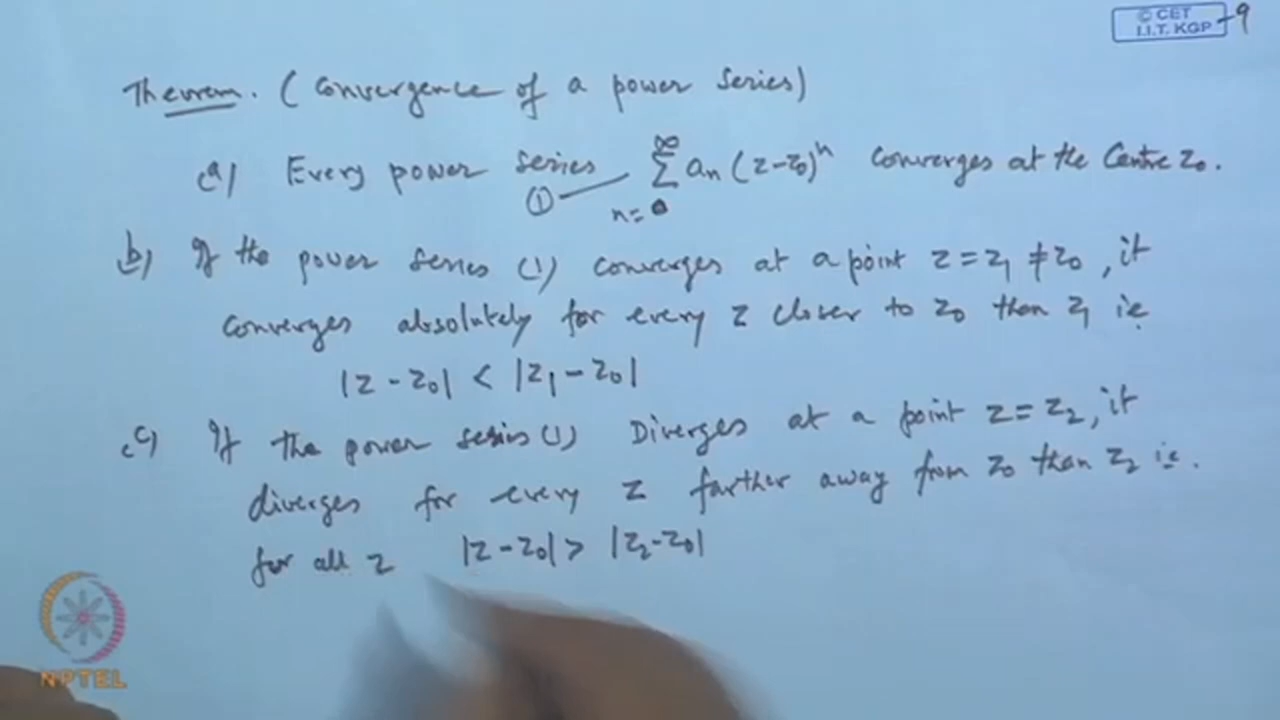 © CET
I.I.T. KGP -9
Theorem. (Convergence of a power series)
(a) Every power series ∑_{n=0}^{∞} aₙ (z-z₀)ⁿ converges at the Centre z₀.
①
b) If the power series (1) converges at a point z = z₁ ≠ z₀, it
converges absolutely for every z closer to z₀ than z₁ i.e.
|z - z₀| < |z₁ - z₀|
(c) If the power series (1) Diverges at a point z = z₂, it
diverges for every z farther away from z₀ than z₂ i.e.
for all z |z - z₀| > |z₂ - z₀|
NPTEL